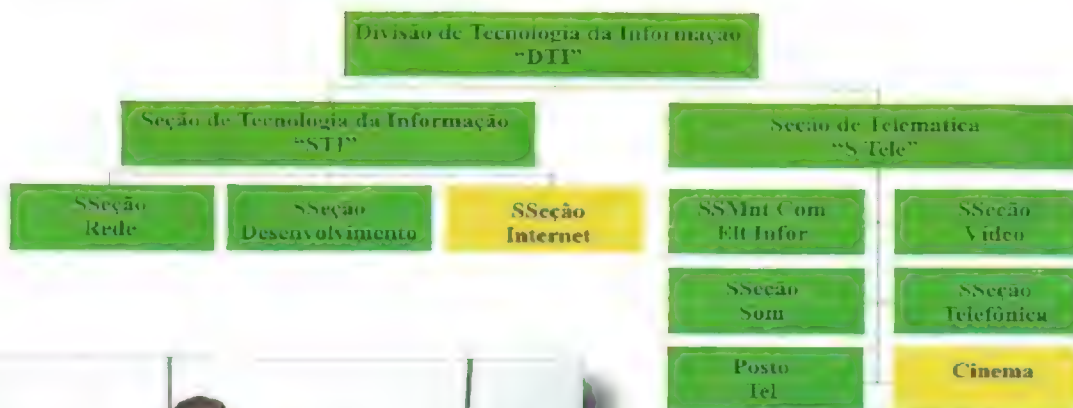 Divisão de Tecnologia da Informação
"DTI"
Seção de Tecnologia da Informação
"STI"
Seção de Telematica
"S/Tele"
SSeção
Rede
SSeção
Desenvolvimento
SSeção
Internet
SSMnt Com
Elt Infor
SSeção
Vídeo
SSeção
Som
SSeção
Telefônica
Posto
Tel
Cinema